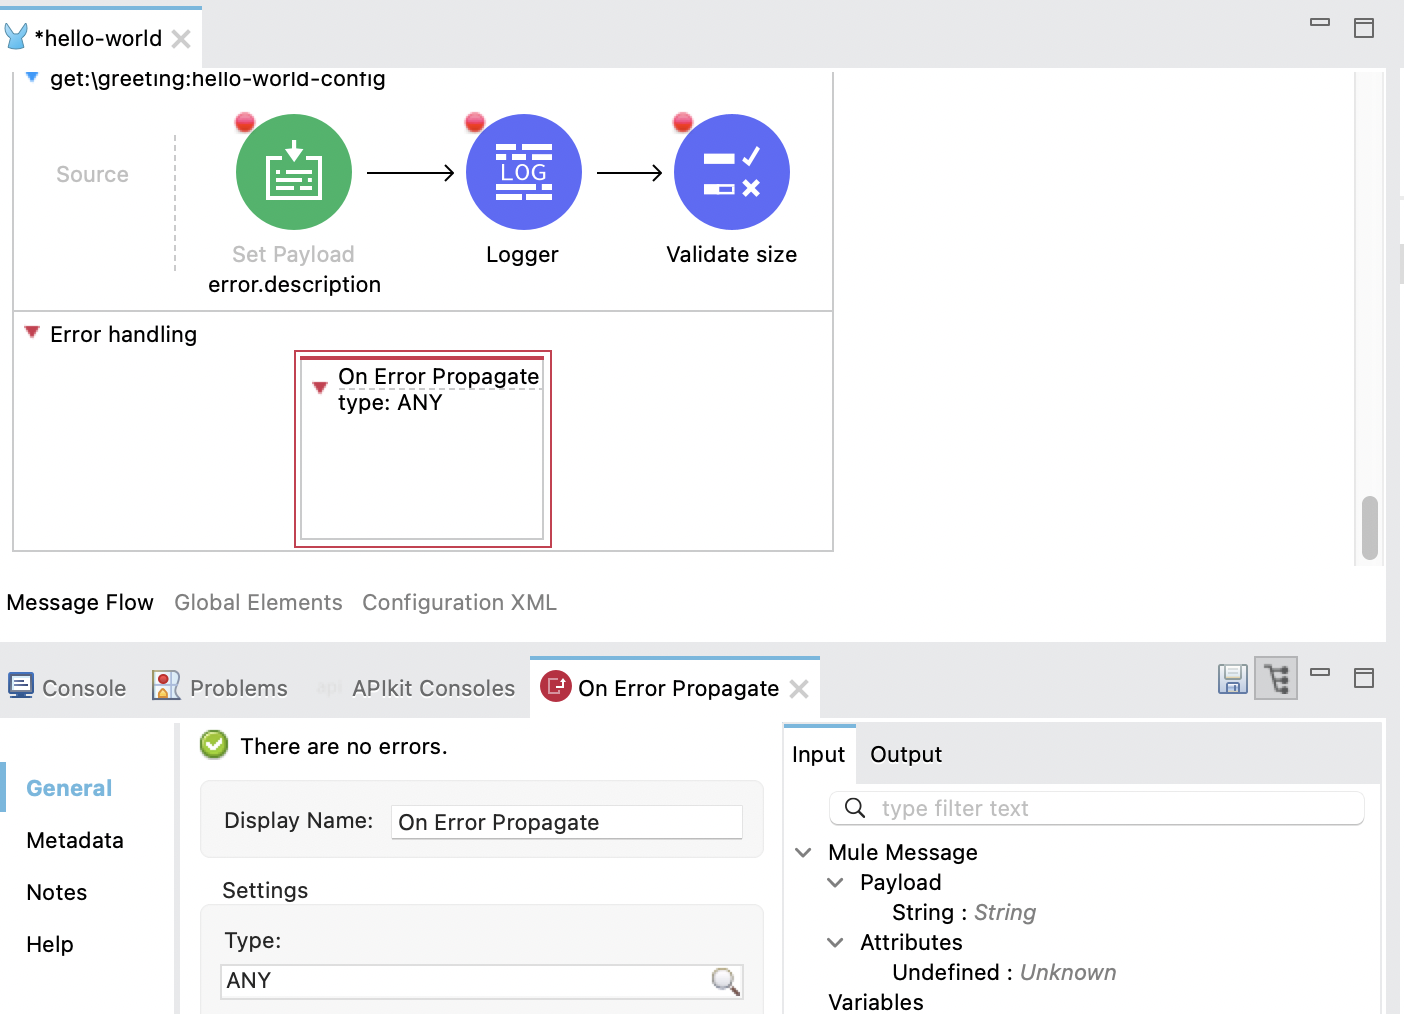 *hello-world
get:\greeting:hello-world-config
Source
LOG
Set Payload
error.description
Logger
Validate size
Error handling
On Error Propagate
type: ANY
Message Flow Global Elements Configuration XML
Console Problems api APIkit Consoles On Error Propagate
General
Metadata
Notes
Help
There are no errors.
Display Name: On Error Propagate
Settings
Type:
ANY
Input Output
type filter text
Mule Message
Payload
String : String
Attributes
Undefined : Unknown
Variables